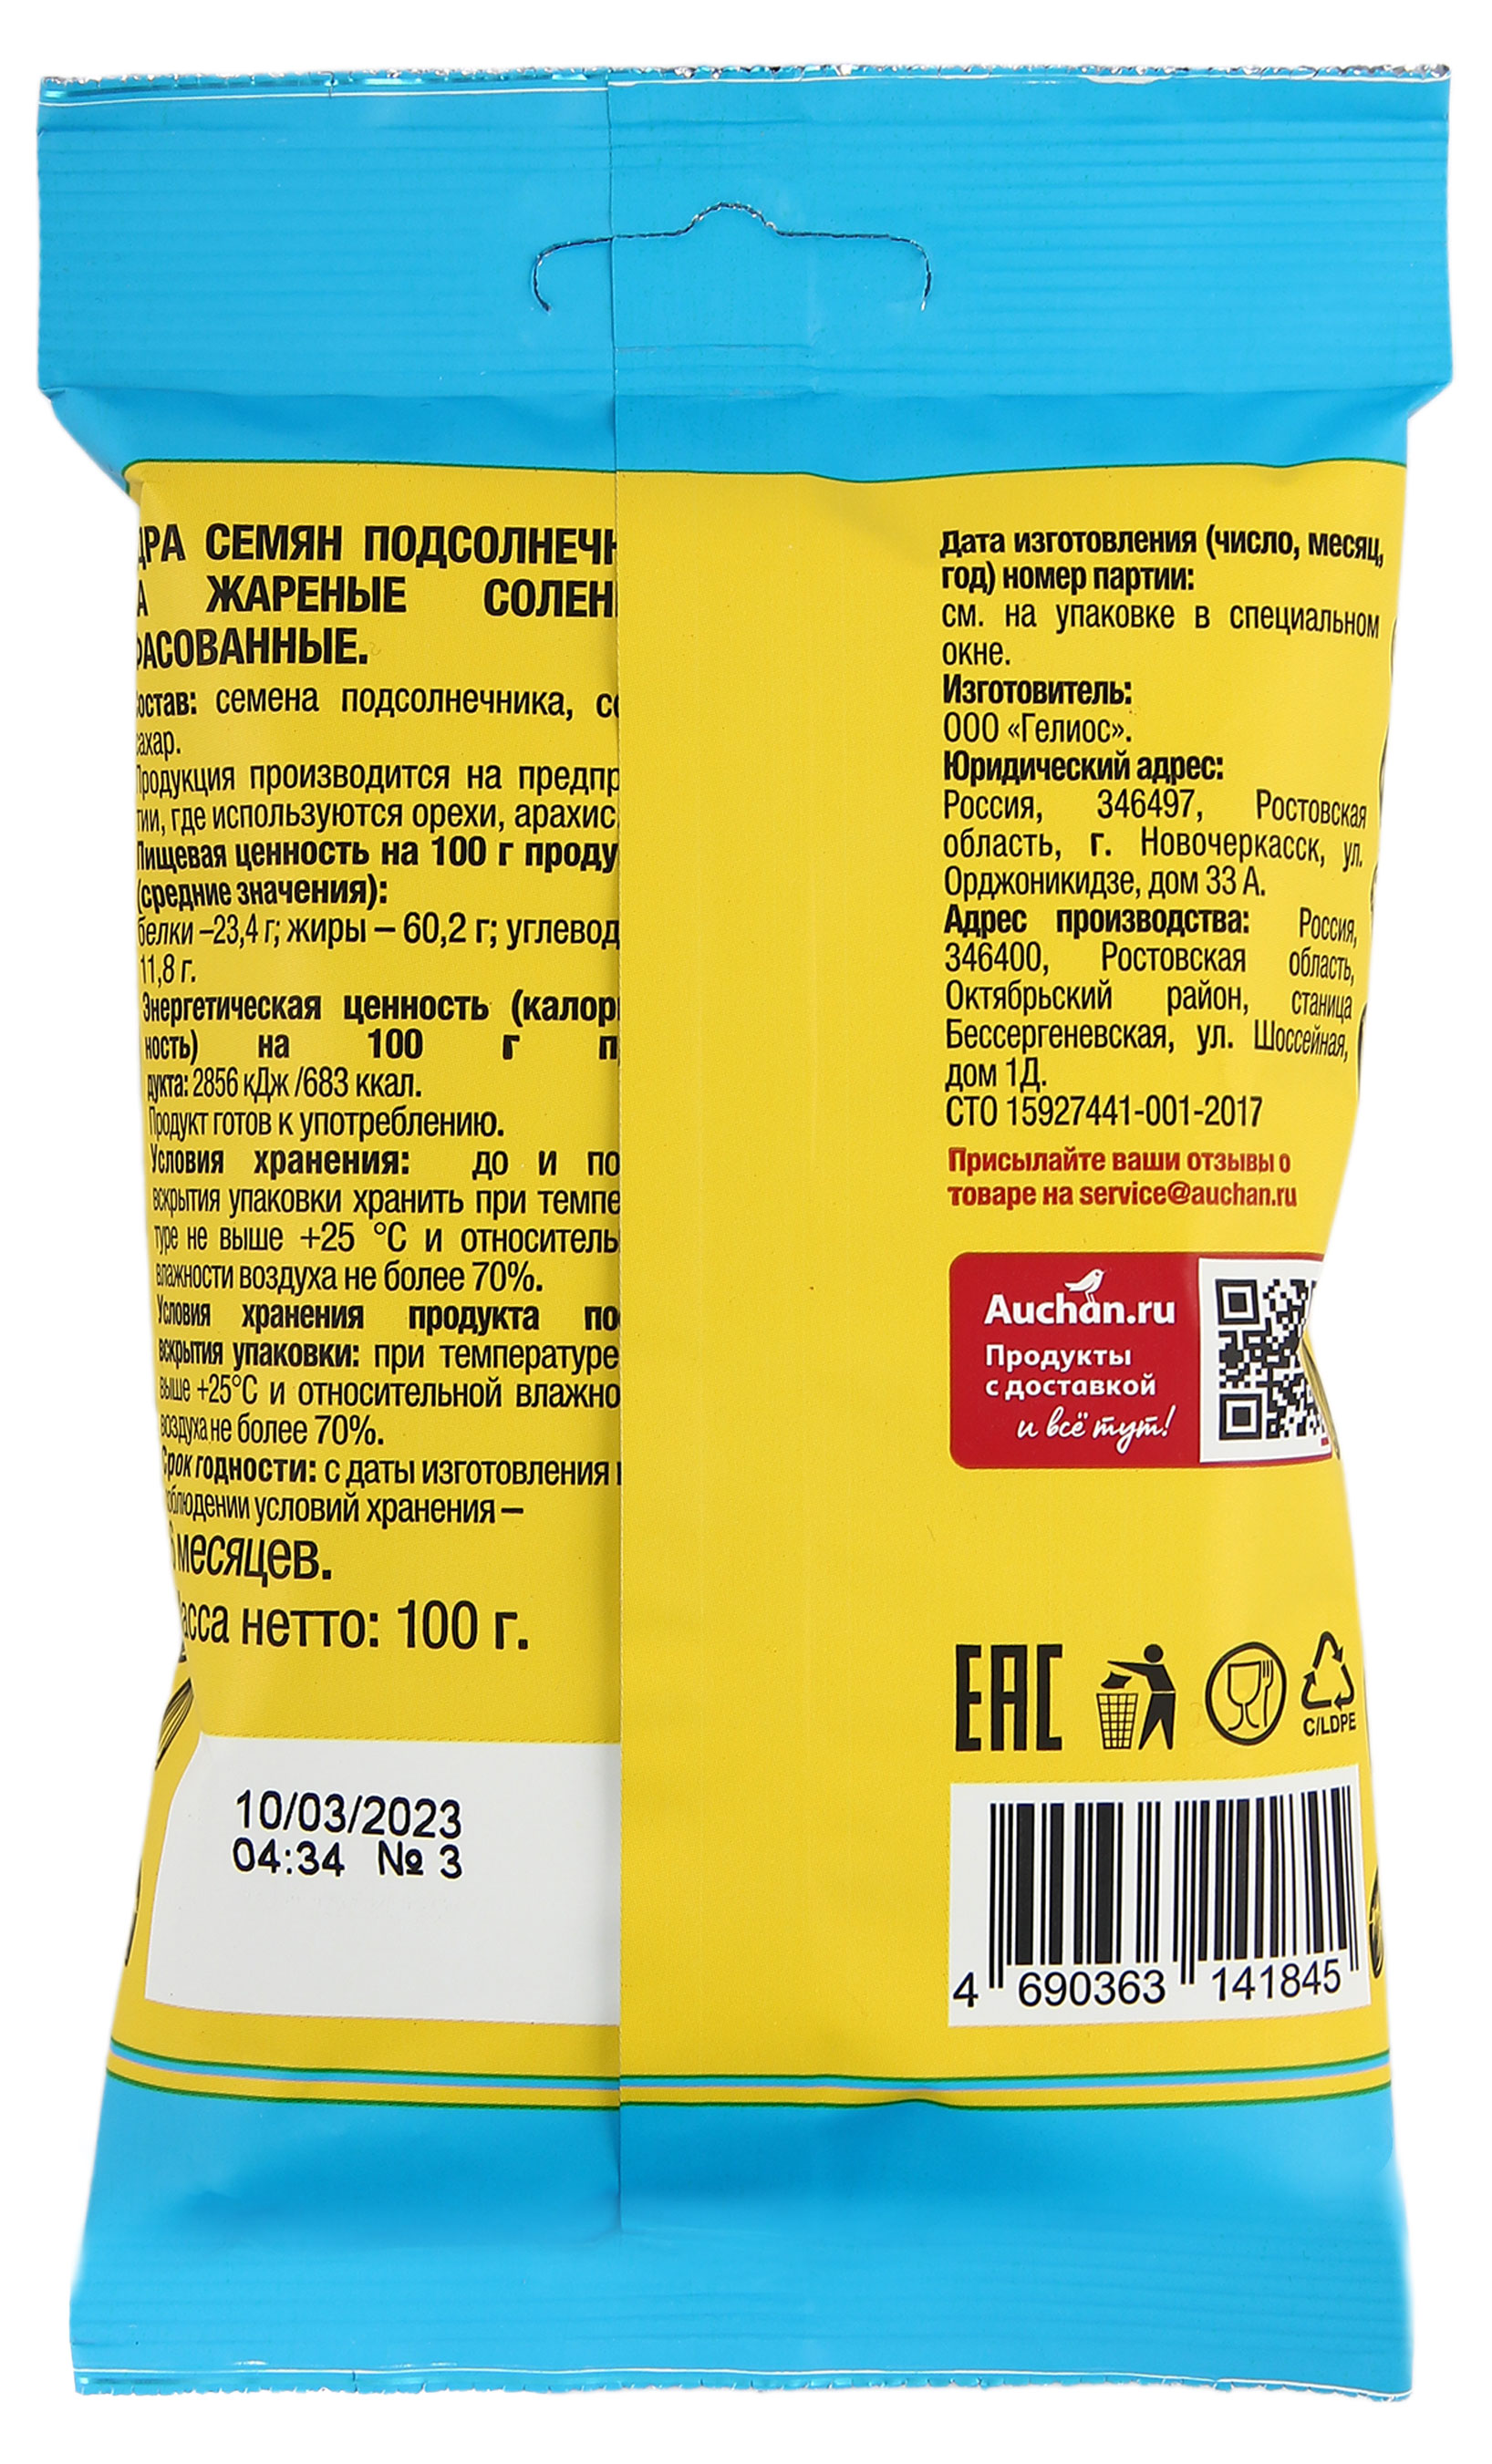 ДРА СЕМЯН ПОДСОЛНЕЧН
А ЖАРЕНЫЕ СОЛЕН
РАСОВАННЫЕ.
остав: семена подсолнечника, со
сахар.
Продукция производится на предпр
тии, где используются орехи, арахис
Пищевая ценность на 100 г проду
(средние значения):
белки –23,4 г; жиры – 60,2 г; углевод
11,8 г.
Энергетическая ценность (калори
ность) на 100 г п
дукта: 2856 кДж /683 ккал.
Продукт готов к употреблению.
Условия хранения: до и по
вскрытия упаковки хранить при темпе
туре не выше +25 °С и относитель
влажности воздуха не более 70%.
Условия хранения продукта по
вскрытия упаковки: при температуре
выше +25°С и относительной влажно
воздуха не более 70%.
Срок годности: с даты изготовления
облюдении условий хранения –
6 месяцев.
асса нетто: 100 г.
10/03/2023
04:34 № 3
Дата изготовления (число, месяц,
год) номер партии:
см. на упаковке в специальном
окне.
Изготовитель:
ООО «Гелиос».
Юридический адрес:
Россия, 346497, Ростовская
область, г. Новочеркасск, ул.
Орджоникидзе, дом 33 А.
Адрес производства: Россия,
346400, Ростовская область,
Октябрьский район, станица
Бессергеневская, ул. Шоссейная,
дом 1Д.
СТО 15927441-001-2017
Присылайте ваши отзывы о
товаре на service@auchan.ru
Auchan.ru
Продукты
с доставкой
и всё тут!
EAC
C/LDPE
4 690363 141845